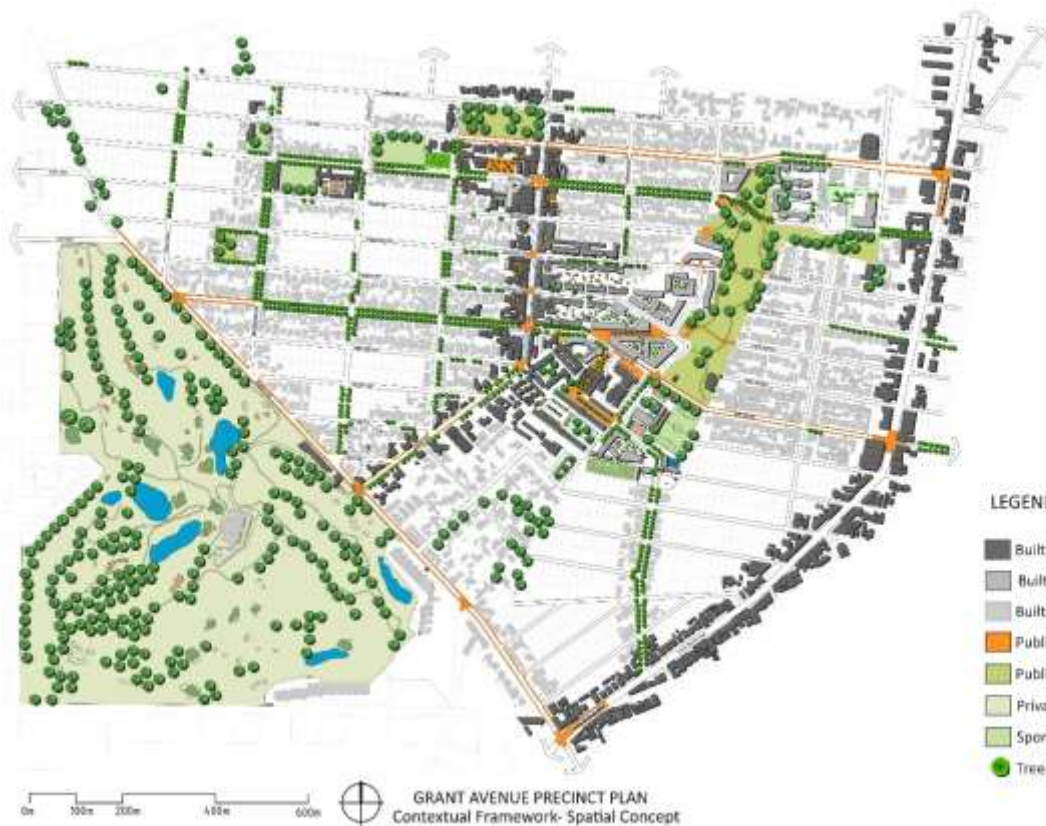 LEGEN
Built
Built
Built
Publi
Publi
Priva
Spor
Tree
0m 100m 200m 400m 600m
GRANT AVENUE PRECINCT PLAN
Contextual Framework- Spatial Concept